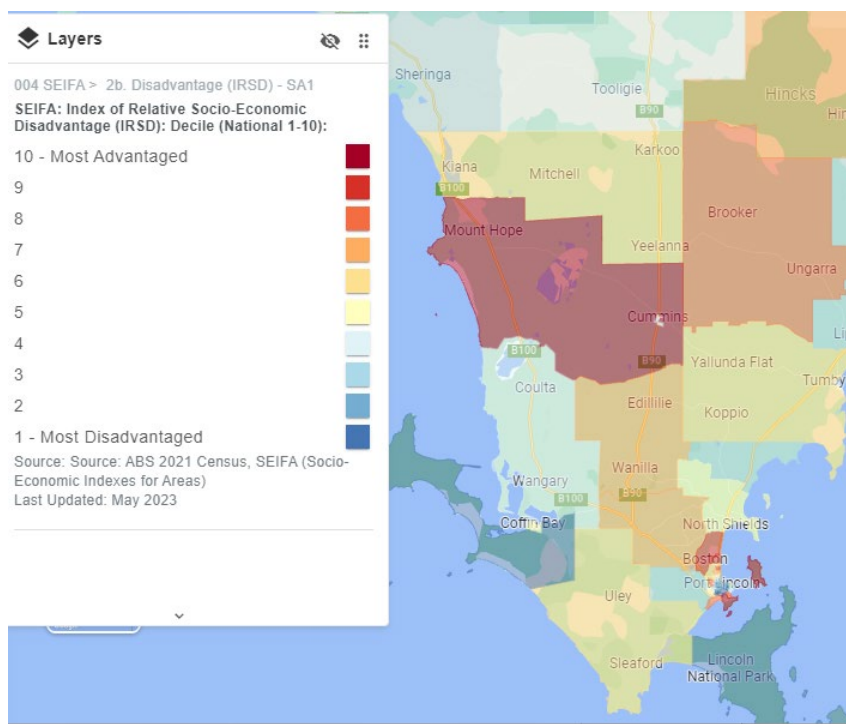 Layers
004 SEIFA > 2b. Disadvantage (IRSD) - SA1
SEIFA: Index of Relative Socio-Economic
Disadvantage (IRSD): Decile (National 1-10):
10 - Most Advantaged
9
8
7
6
5
4
3
2
1 - Most Disadvantaged
Source: Source: ABS 2021 Census, SEIFA (Socio-
Economic Indexes for Areas)
Last Updated: May 2023
Sheringa
Tooligie
Hincks
B90
Karkoo
Kiana
Mitchell
B100
Brooker
Mount Hope
Yeelanna
Ungarra
Cummins
B100
B90
Yallunda Flat
Coulta
Tumby
Edillilie
Koppio
Wanilla
Wangary
B90
B100
Coffin Bay
North Shields
Boston
Port Lincoln
Uley
Sleaford
Lincoln
National Park